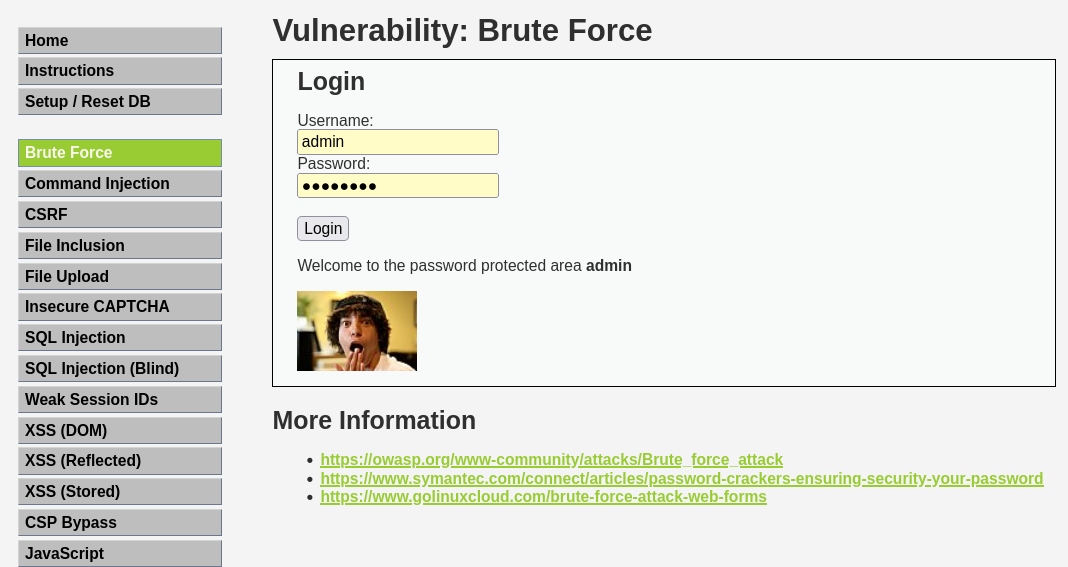 Home
Instructions
Setup / Reset DB
Brute Force
Command Injection
CSRF
File Inclusion
File Upload
Insecure CAPTCHA
SQL Injection
SQL Injection (Blind)
Weak Session IDs
XSS (DOM)
XSS (Reflected)
XSS (Stored)
CSP Bypass
JavaScript
Vulnerability: Brute Force
Login
Username:
admin
Password:
●●●●●●●●
Login
Welcome to the password protected area admin
More Information
• https://owasp.org/www-community/attacks/Brute_force_attack
• https://www.symantec.com/connect/articles/password-crackers-ensuring-security-your-password
• https://www.golinuxcloud.com/brute-force-attack-web-forms